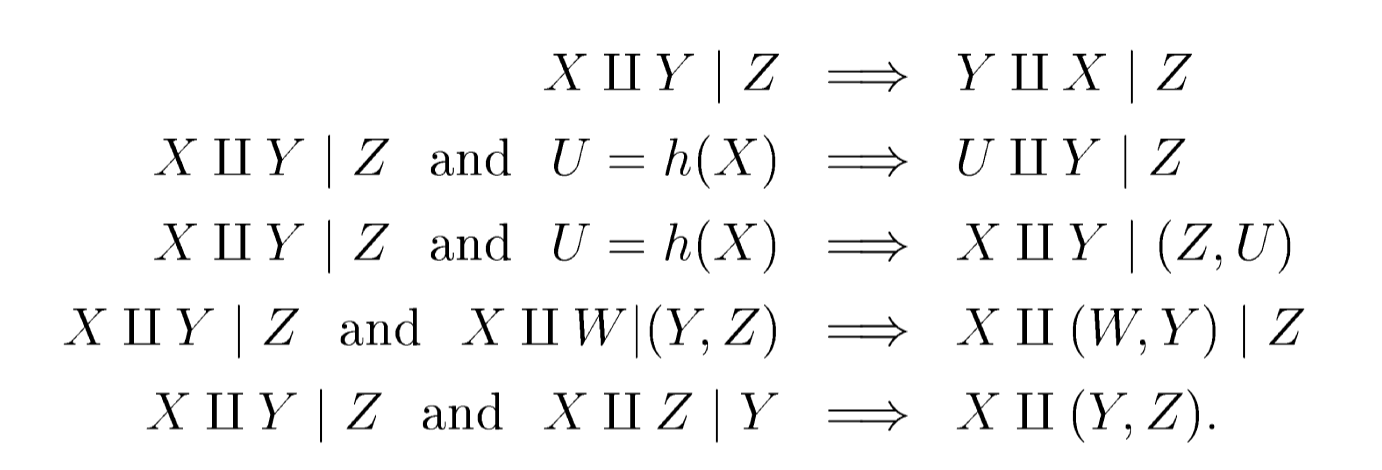 X ⫫ Y | Z ⟹ Y ⫫ X | Z
X ⫫ Y | Z and U = h(X) ⟹ U ⫫ Y | Z
X ⫫ Y | Z and U = h(X) ⟹ X ⫫ Y | (Z, U)
X ⫫ Y | Z and X ⫫ W|(Y, Z) ⟹ X ⫫ (W, Y) | Z
X ⫫ Y | Z and X ⫫ Z | Y ⟹ X ⫫ (Y, Z).